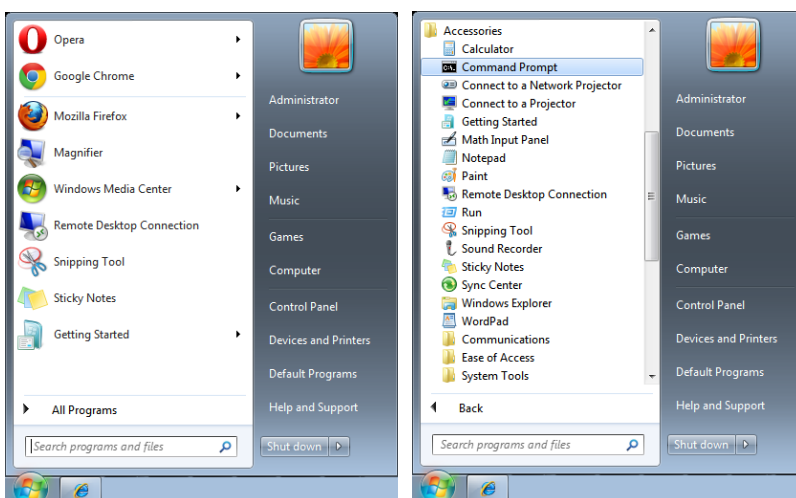 Opera
Google Chrome
Mozilla Firefox
Magnifier
Windows Media Center
Remote Desktop Connection
Snipping Tool
Sticky Notes
Getting Started
All Programs
Search programs and files
Administrator
Documents
Pictures
Music
Games
Computer
Control Panel
Devices and Printers
Default Programs
Help and Support
Shut down
Accessories
Calculator
Command Prompt
Connect to a Network Projector
Connect to a Projector
Getting Started
Math Input Panel
Notepad
Paint
Remote Desktop Connection
Run
Snipping Tool
Sound Recorder
Sticky Notes
Sync Center
Windows Explorer
WordPad
Communications
Ease of Access
System Tools
Back
Search programs and files
Administrator
Documents
Pictures
Music
Games
Computer
Control Panel
Devices and Printers
Default Programs
Help and Support
Shut down